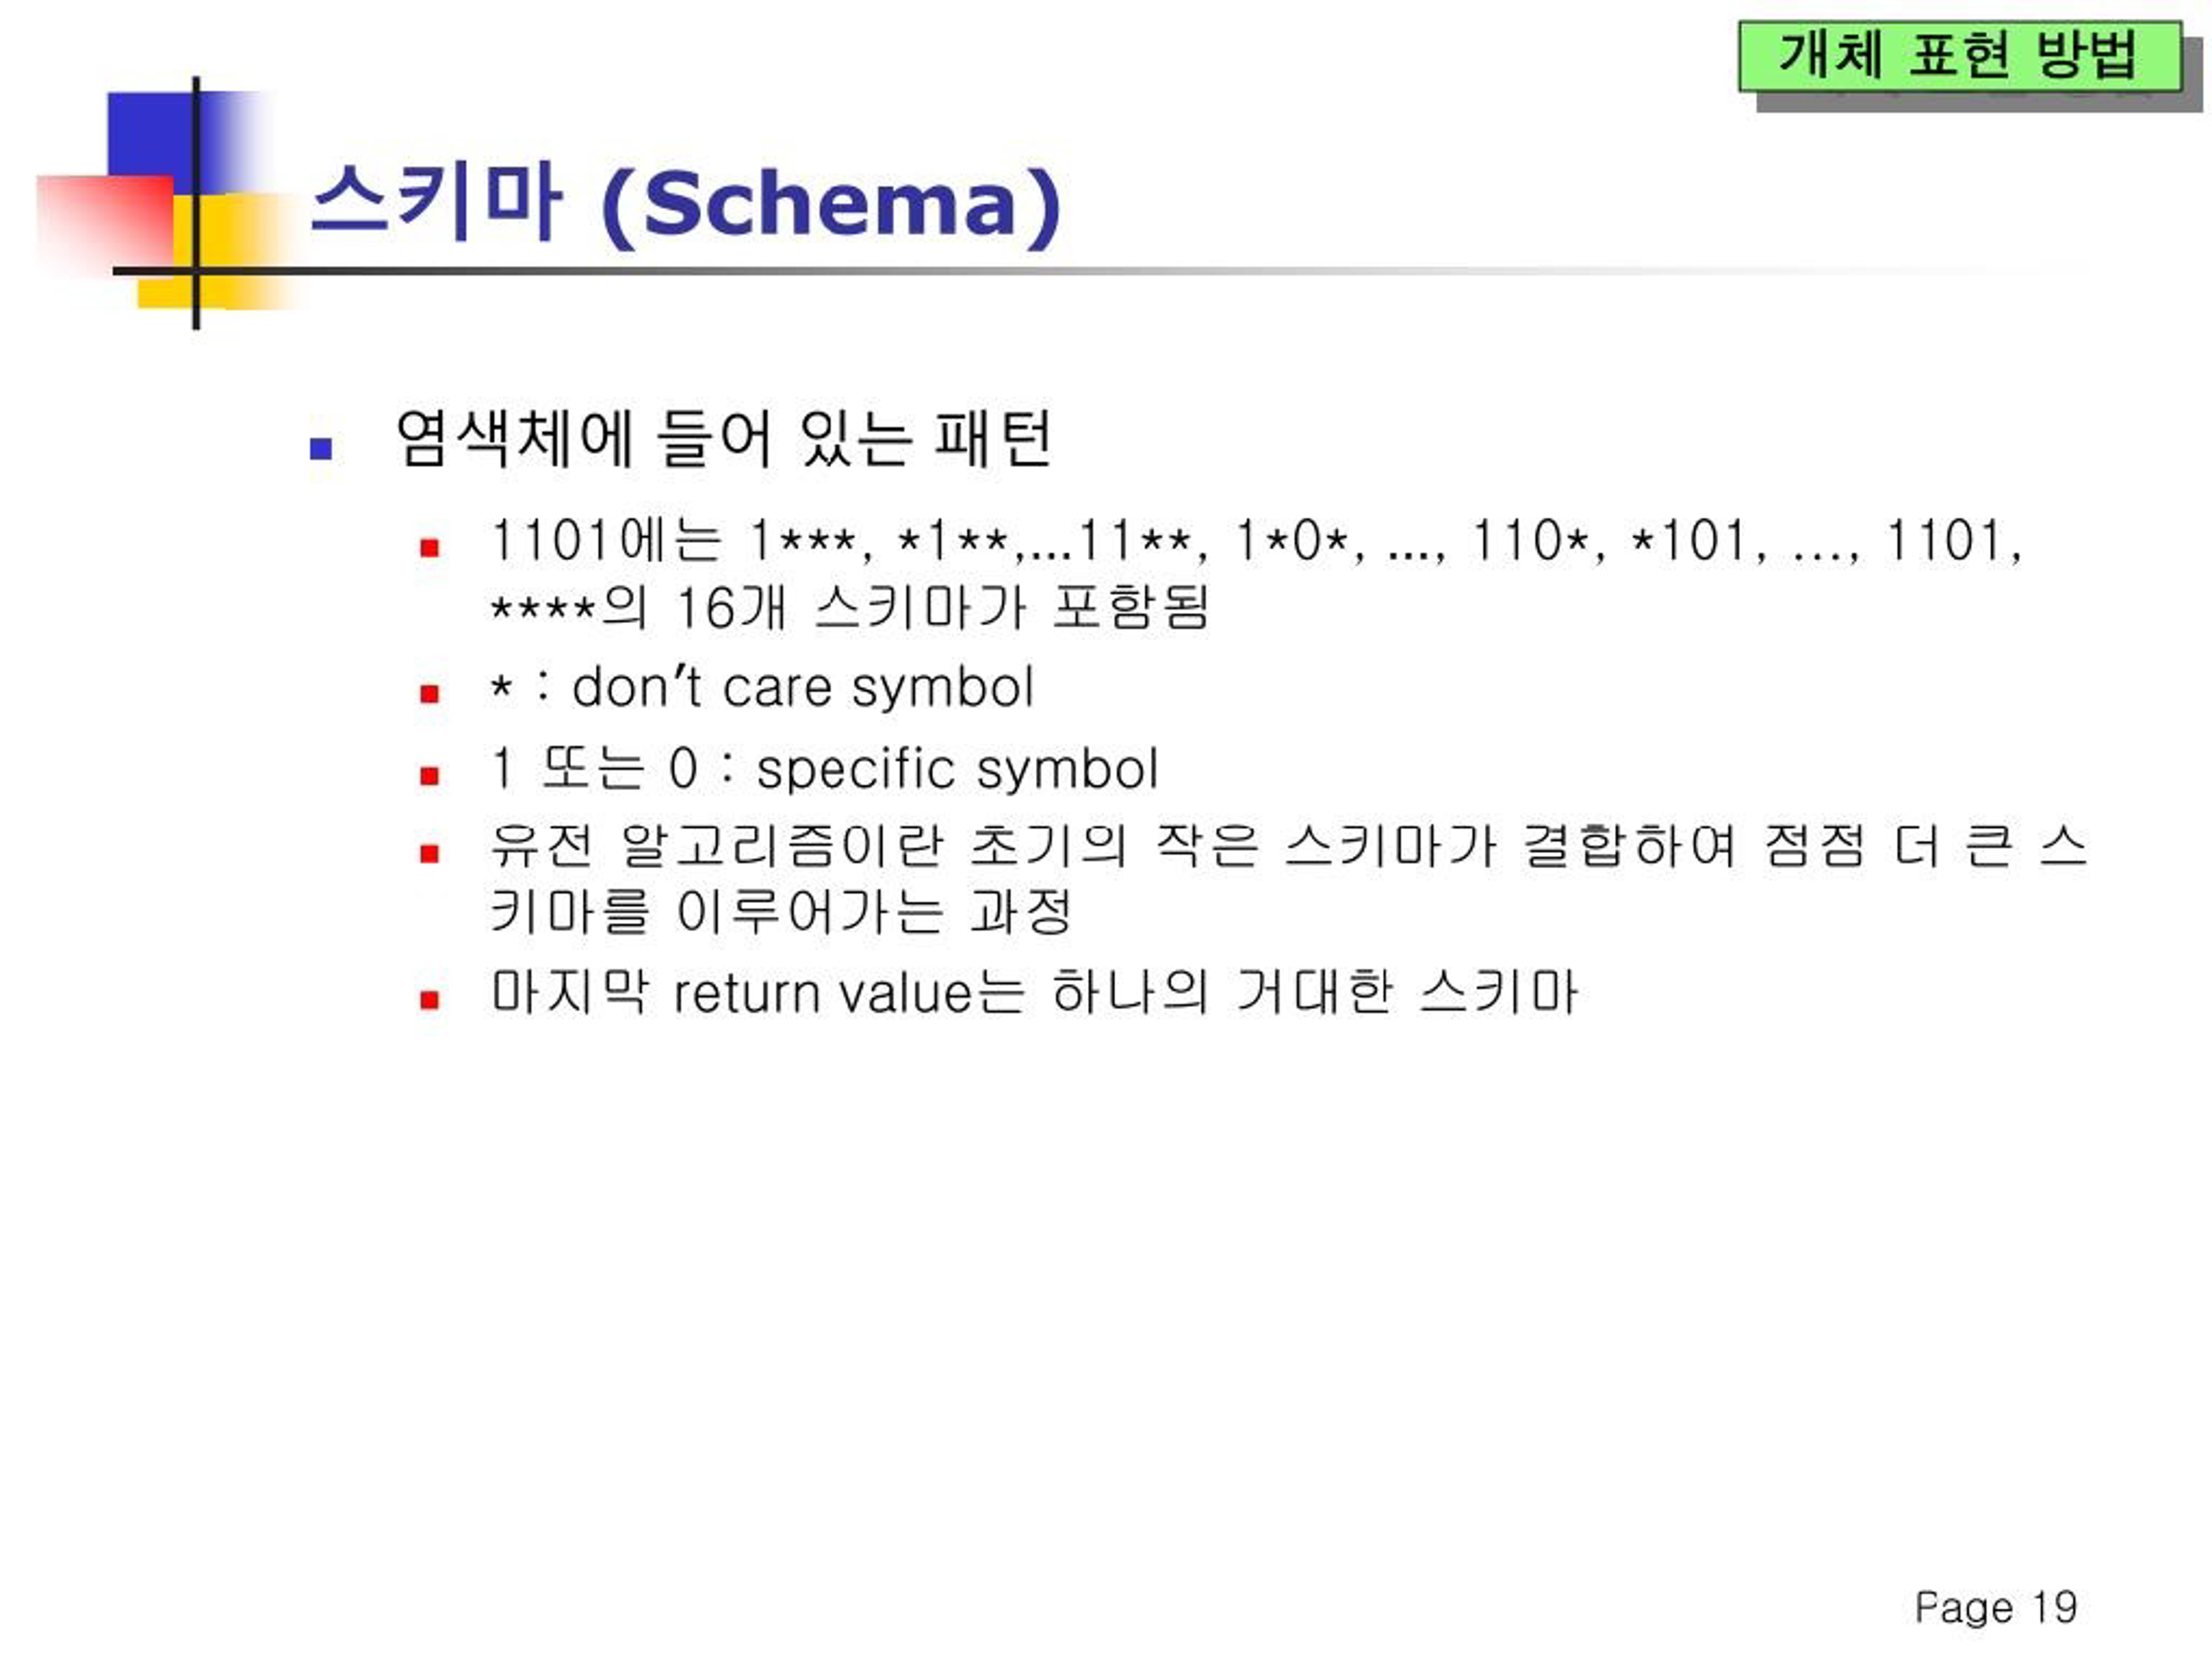 개체 표현 방법
스키마 (Schema)
염색체에 들어 있는 패턴
1101에는 1***, *1**,...11**, 1*0*, ..., 110*, *101, ..., 1101,
****의 16개 스키마가 포함됨
* : don't care symbol
1 또는 0 : specific symbol
유전 알고리즘이란 초기의 작은 스키마가 결합하여 점점 더 큰 스
키마를 이루어가는 과정
마지막 return value는 하나의 거대한 스키마
Page 19